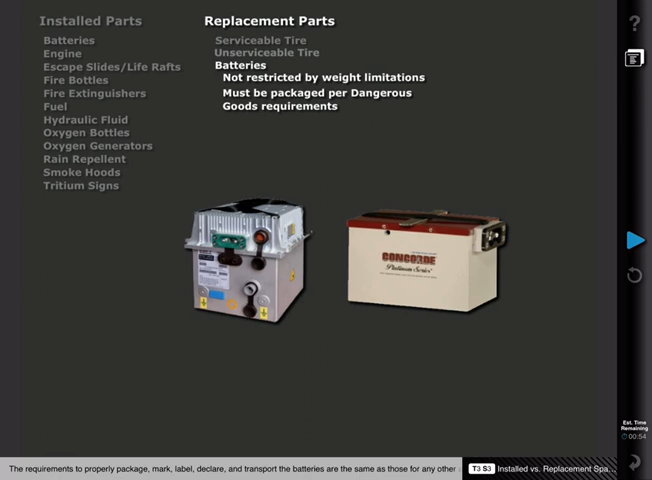 Installed Parts
Batteries
Engine
Escape Slides/Life Rafts
Fire Bottles
Fire Extinguishers
Fuel
Hydraulic Fluid
Oxygen Bottles
Oxygen Generators
Rain Repellent
Smoke Hoods
Tritium Signs
Replacement Parts
Serviceable Tire
Unserviceable Tire
Batteries
Not restricted by weight limitations
Must be packaged per Dangerous
Goods requirements
CONCORDE
Platinum Series
?
Est. Time
Remaining
00:54
The requirements to properly package, mark, label, declare, and transport the batteries are the same as those for any other
T3 S3 Installed vs. Replacement Spa...